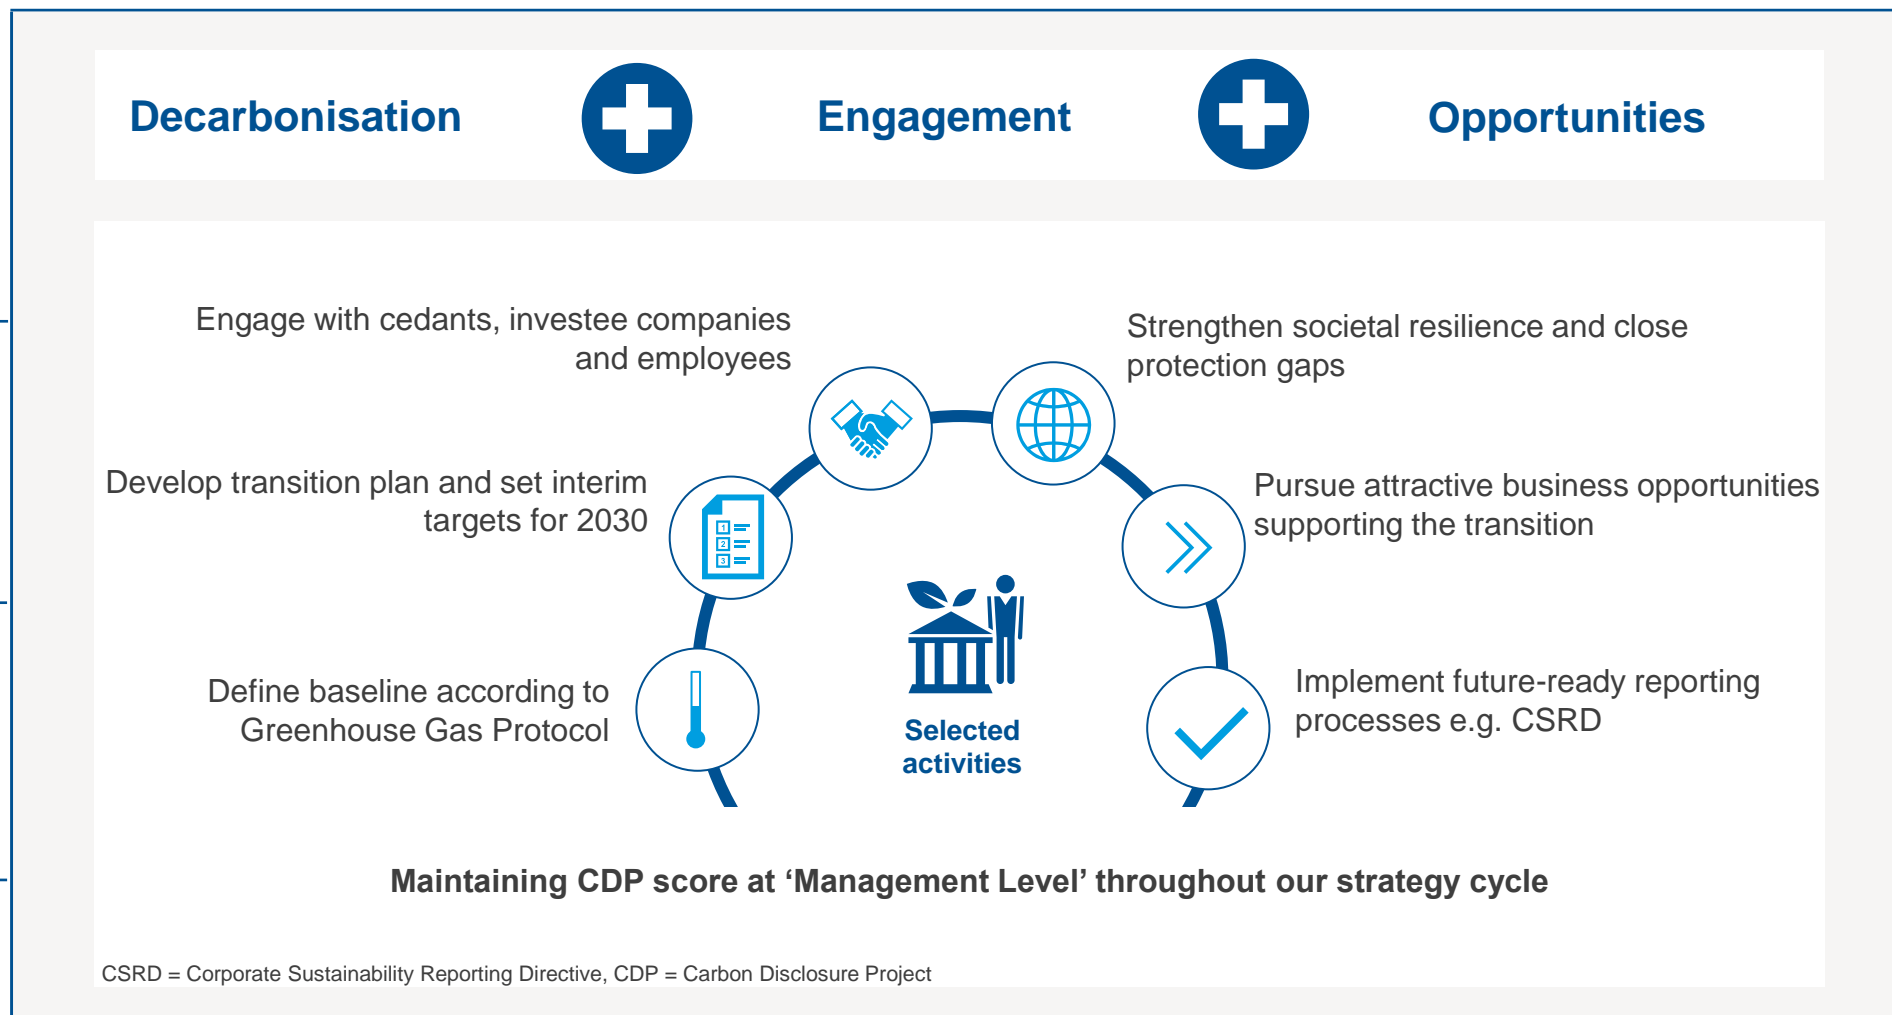 Decarbonisation
Engagement
Opportunities
Engage with cedants, investee companies
and employees
Strengthen societal resilience and close
protection gaps
Develop transition plan and set interim
targets for 2030
1
2
3
Pursue attractive business opportunities
supporting the transition
Define baseline according to
Greenhouse Gas Protocol
Selected
activities
Implement future-ready reporting
processes e.g. CSRD
Maintaining CDP score at ‘Management Level’ throughout our strategy cycle
CSRD = Corporate Sustainability Reporting Directive, CDP = Carbon Disclosure Project